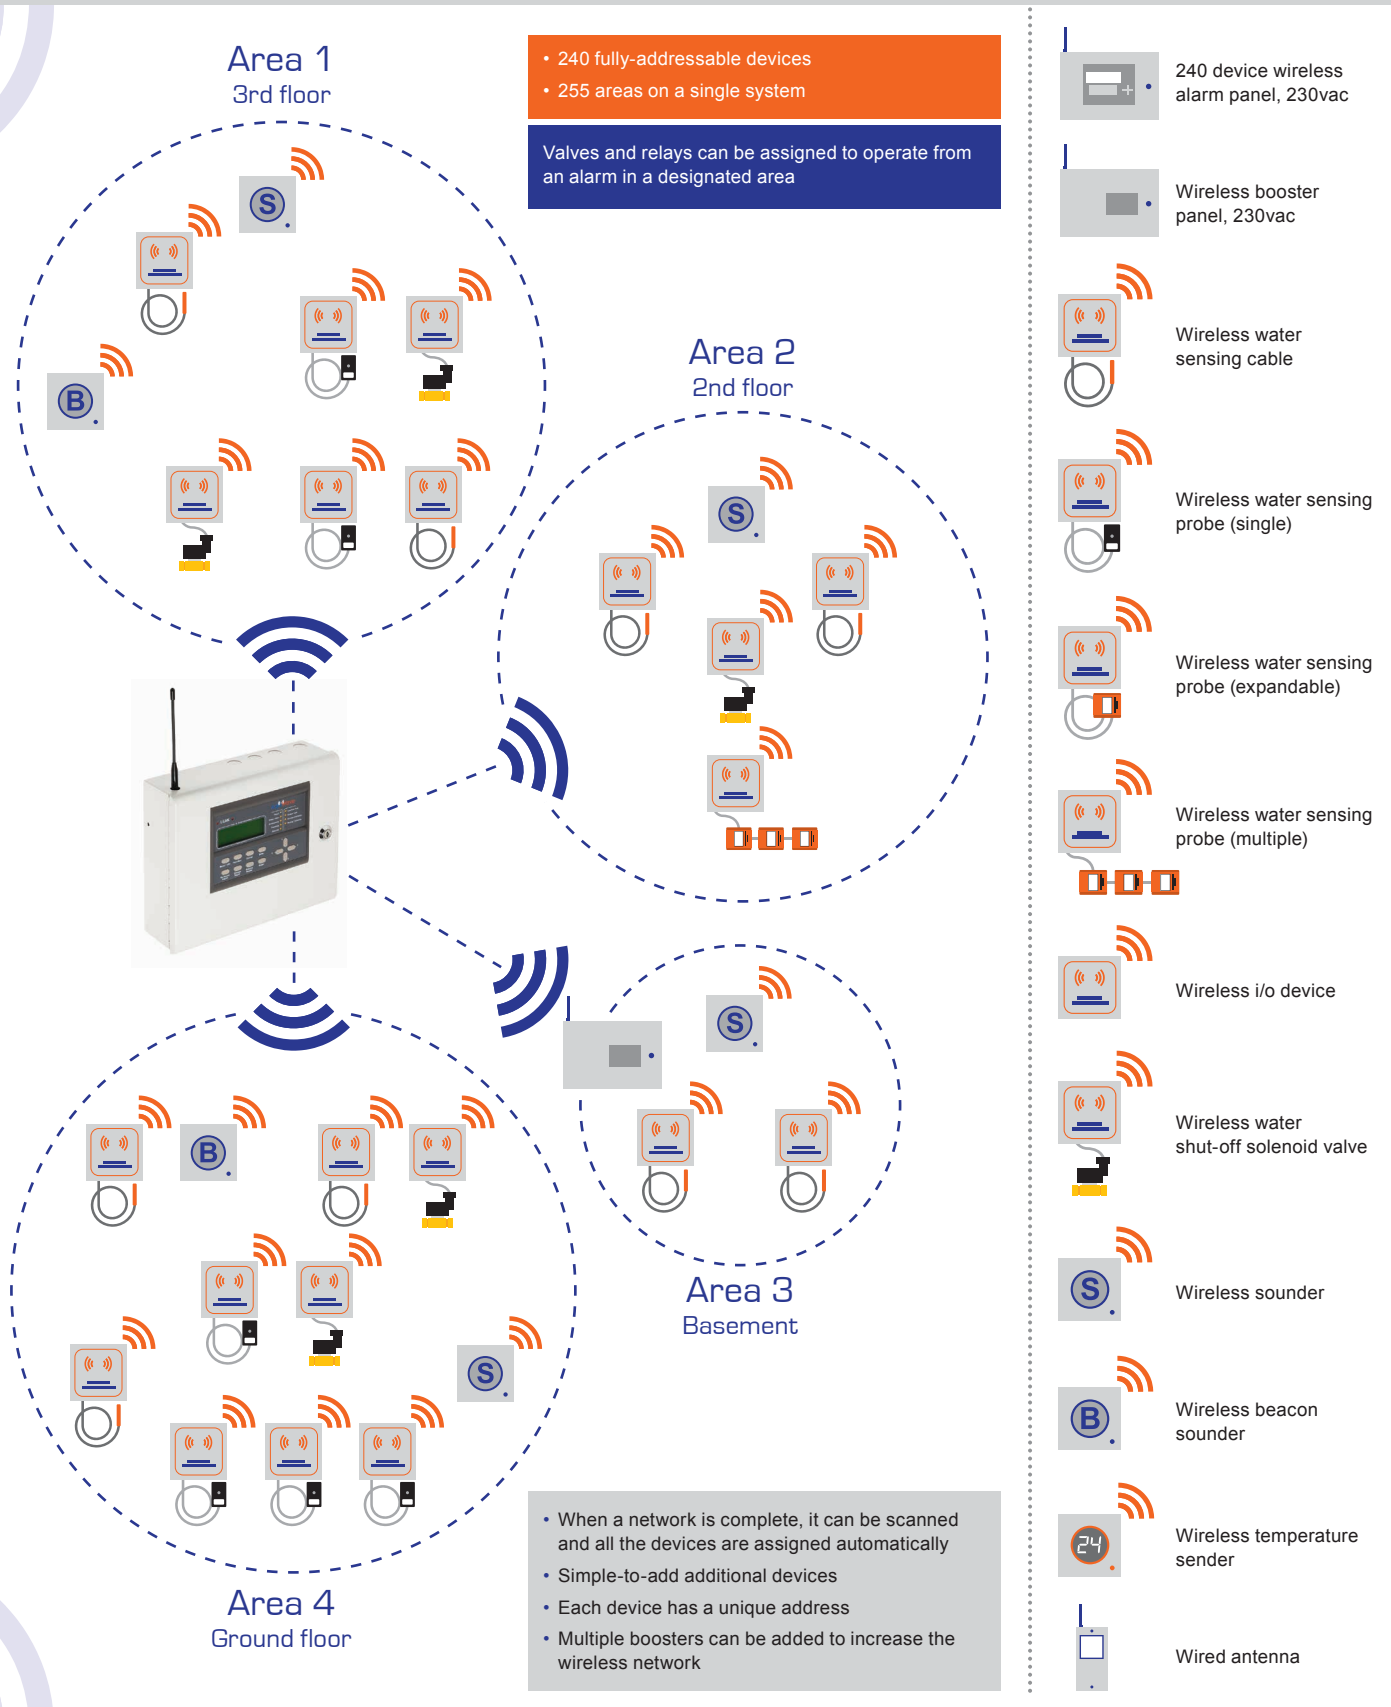 Area 1
3rd floor
• 240 fully-addressable devices
• 255 areas on a single system
Valves and relays can be assigned to operate from
an alarm in a designated area
S
B
Area 2
2nd floor
S
S
B
S
Area 3
Basement
Area 4
Ground floor
• When a network is complete, it can be scanned
and all the devices are assigned automatically
• Simple-to-add additional devices
• Each device has a unique address
• Multiple boosters can be added to increase the
wireless network
240 device wireless
alarm panel, 230vac
Wireless booster
panel, 230vac
Wireless water
sensing cable
Wireless water sensing
probe (single)
Wireless water sensing
probe (expandable)
Wireless water sensing
probe (multiple)
Wireless i/o device
Wireless water
shut-off solenoid valve
S
Wireless sounder
B
Wireless beacon
sounder
24
Wireless temperature
sender
Wired antenna